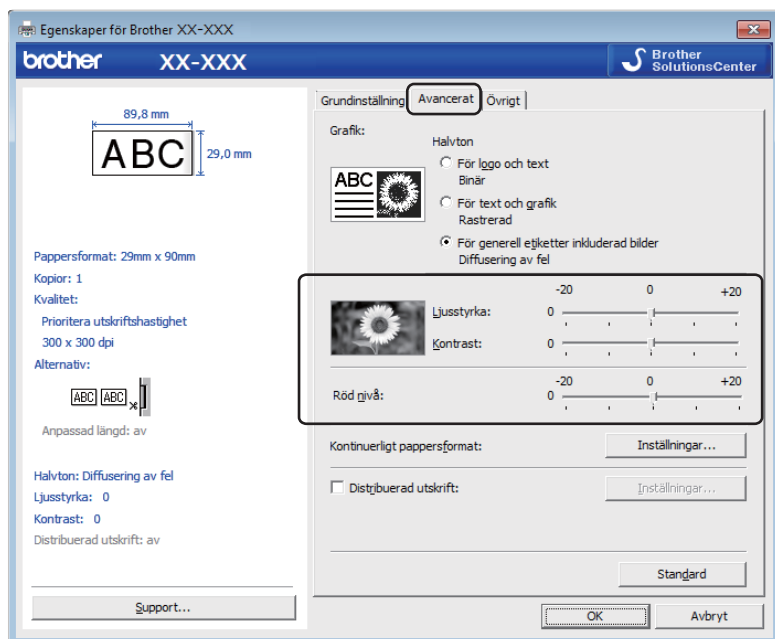 Egenskaper för Brother XX-XXX
brother XX-XXX
Brother
SolutionsCenter
89,8 mm
ABC
29,0 mm
Pappersformat: 29mm x 90mm
Kopior: 1
Kvalitet:
Prioritera utskriftshastighet
300 x 300 dpi
Alternativ:
ABC ABC
Anpassad längd: av
Halvton: Diffusering av fel
Ljusstyrka: 0
Kontrast: 0
Distribuerad utskrift: av
Support...
Grundinställning Avancerat Övrigt
Grafik:
ABC
Halvton
För logo och text
Binär
För text och grafik
Rastrerad
För generell etiketter inkluderad bilder
Diffusering av fel
-20 0 +20
Ljusstyrka: 0
Kontrast: 0
-20 0 +20
Röd nivå: 0
Kontinuerligt pappersformat: Inställningar...
Distribuerad utskrift: Inställningar...
Standard
OK Avbryt